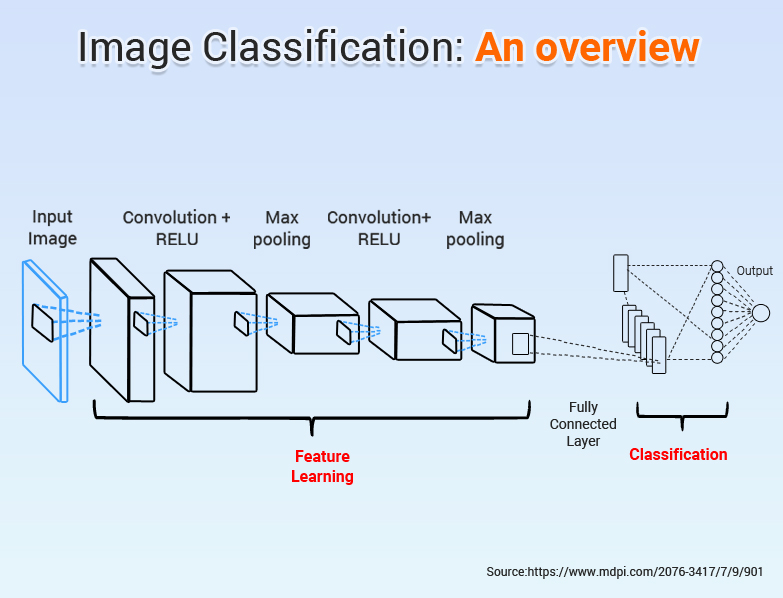 Image Classification: An overview
Input
Image
Convolution +
RELU
Max
pooling
Convolution+
RELU
Max
pooling
Output
Fully
Connected
Layer
Feature
Learning
Classification
Source:https://www.mdpi.com/2076-3417/7/9/901